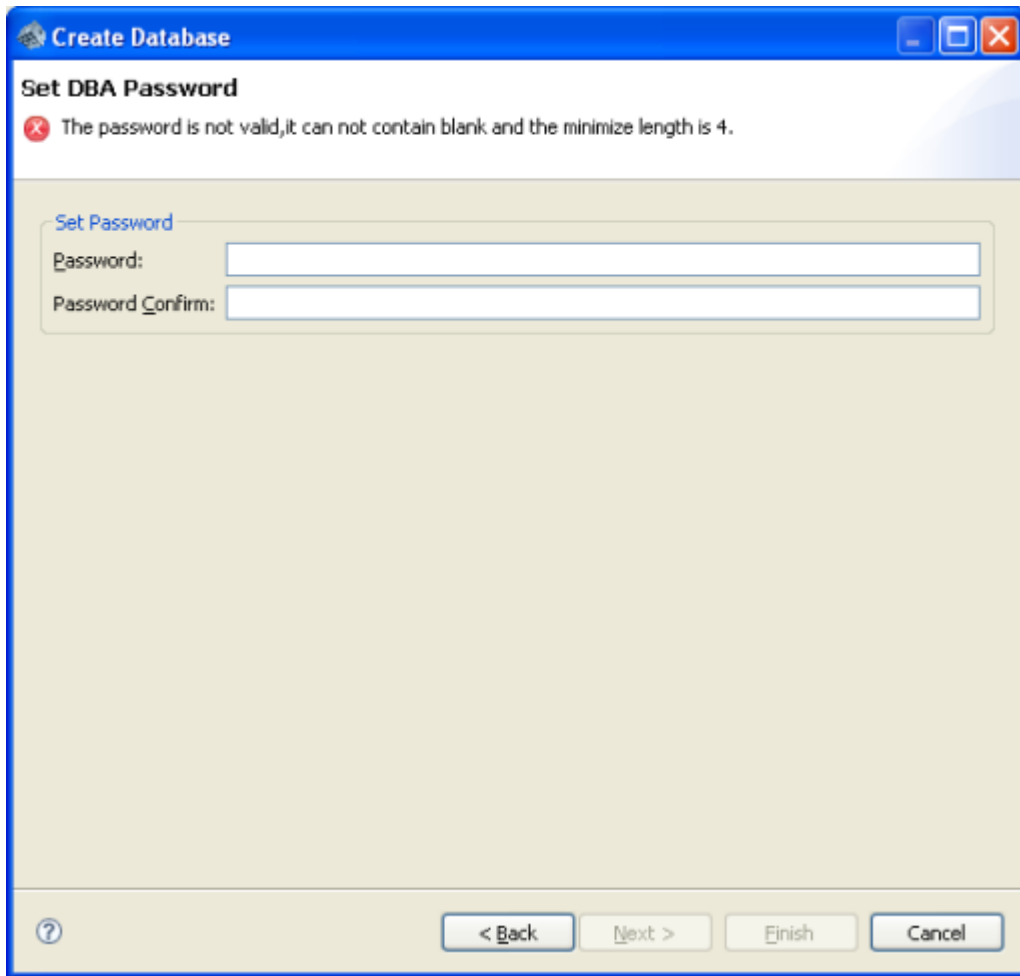 Create Database
Set DBA Password
The password is not valid,it can not contain blank and the minimize length is 4.
Set Password
Password:
Password Confirm:
< Back Next > Finish Cancel